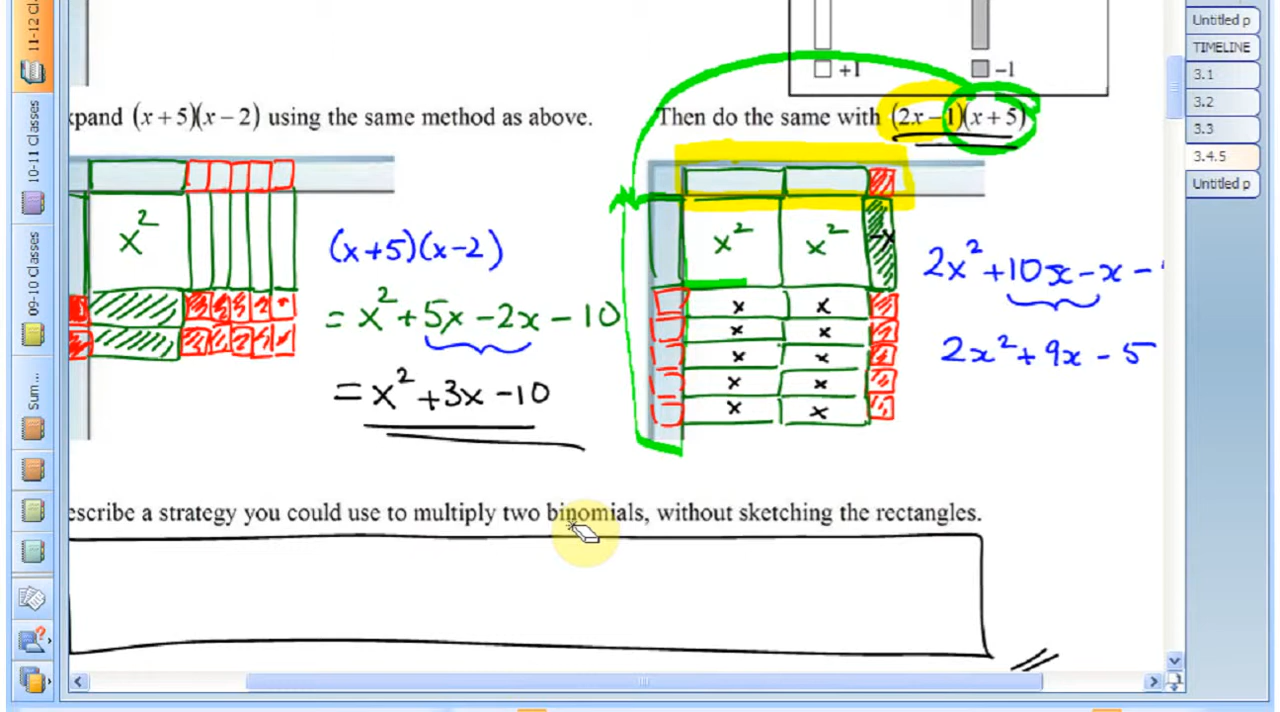 11-12 Cla
10-11 Classes
09-10 Classes
Sum...
Untitled p
TIMELINE
3.1
3.2
3.3
3.4.5
Untitled p
+1
−1
xpand (x + 5)(x − 2) using the same method as above.
Then do the same with (2x − 1)(x + 5)
x²
(x+5)(x-2)
= x² + 5x - 2x - 10
= x² + 3x - 10
x² x² -x
x x
x x
x x
x x
x x
2x² + 10x - x -
2x² + 9x - 5
escribe a strategy you could use to multiply two binomials, without sketching the rectangles.